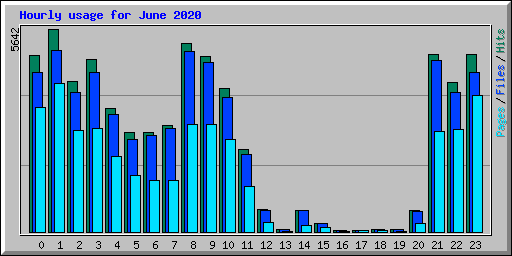 Hourly usage for June 2020
5642
Pages/Files/Hits
0 1 2 3 4 5 6 7 8 9 10 11 12 13 14 15 16 17 18 19 20 21 22 23